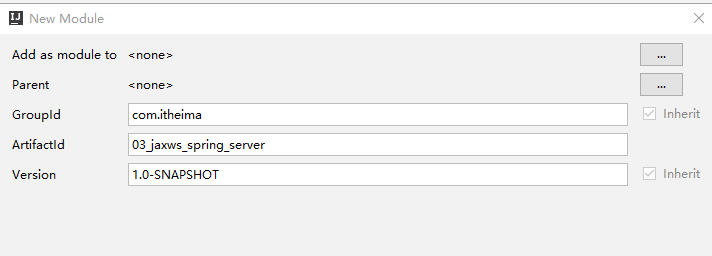 IJ New Module
Add as module to <none> ...
Parent <none> ...
GroupId com.itheima Inherit
ArtifactId 03_jaxws_spring_server
Version 1.0-SNAPSHOT Inherit